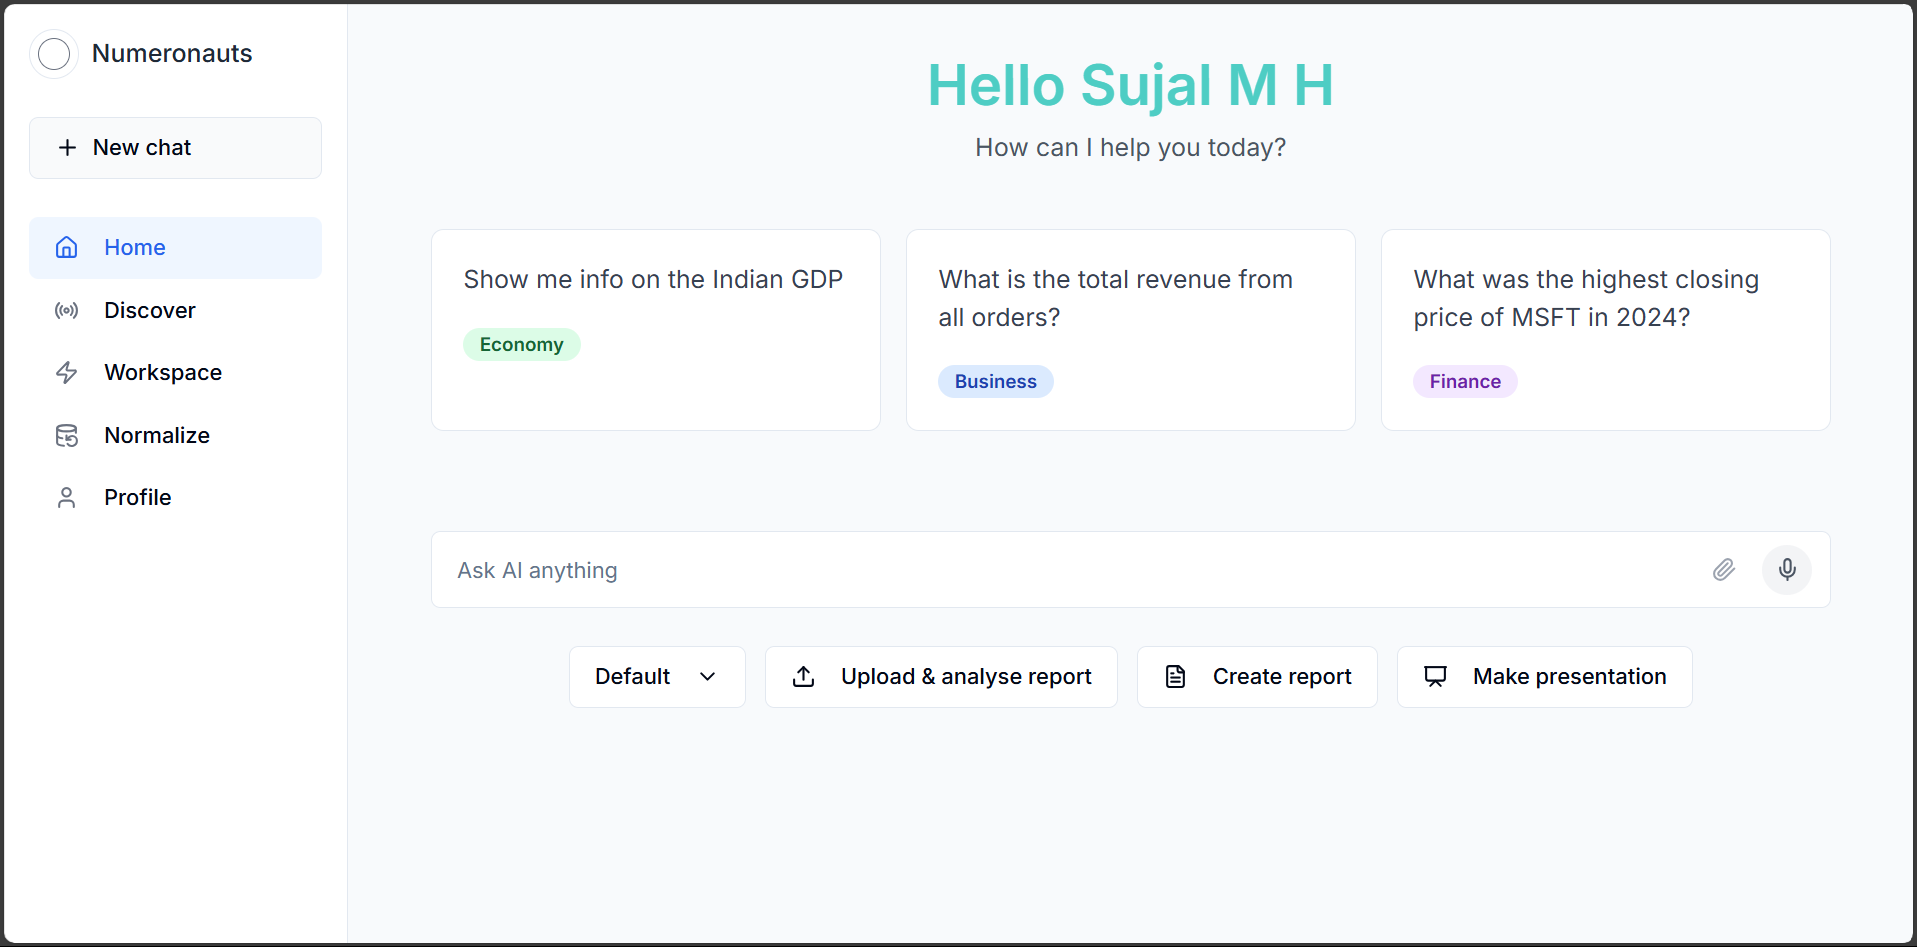 Numeronauts
New chat
Home
Discover
Workspace
Normalize
Profile
Hello Sujal M H
How can I help you today?
Show me info on the Indian GDP
Economy
What is the total revenue from
all orders?
Business
What was the highest closing
price of MSFT in 2024?
Finance
Ask AI anything
Default
Upload & analyse report
Create report
Make presentation